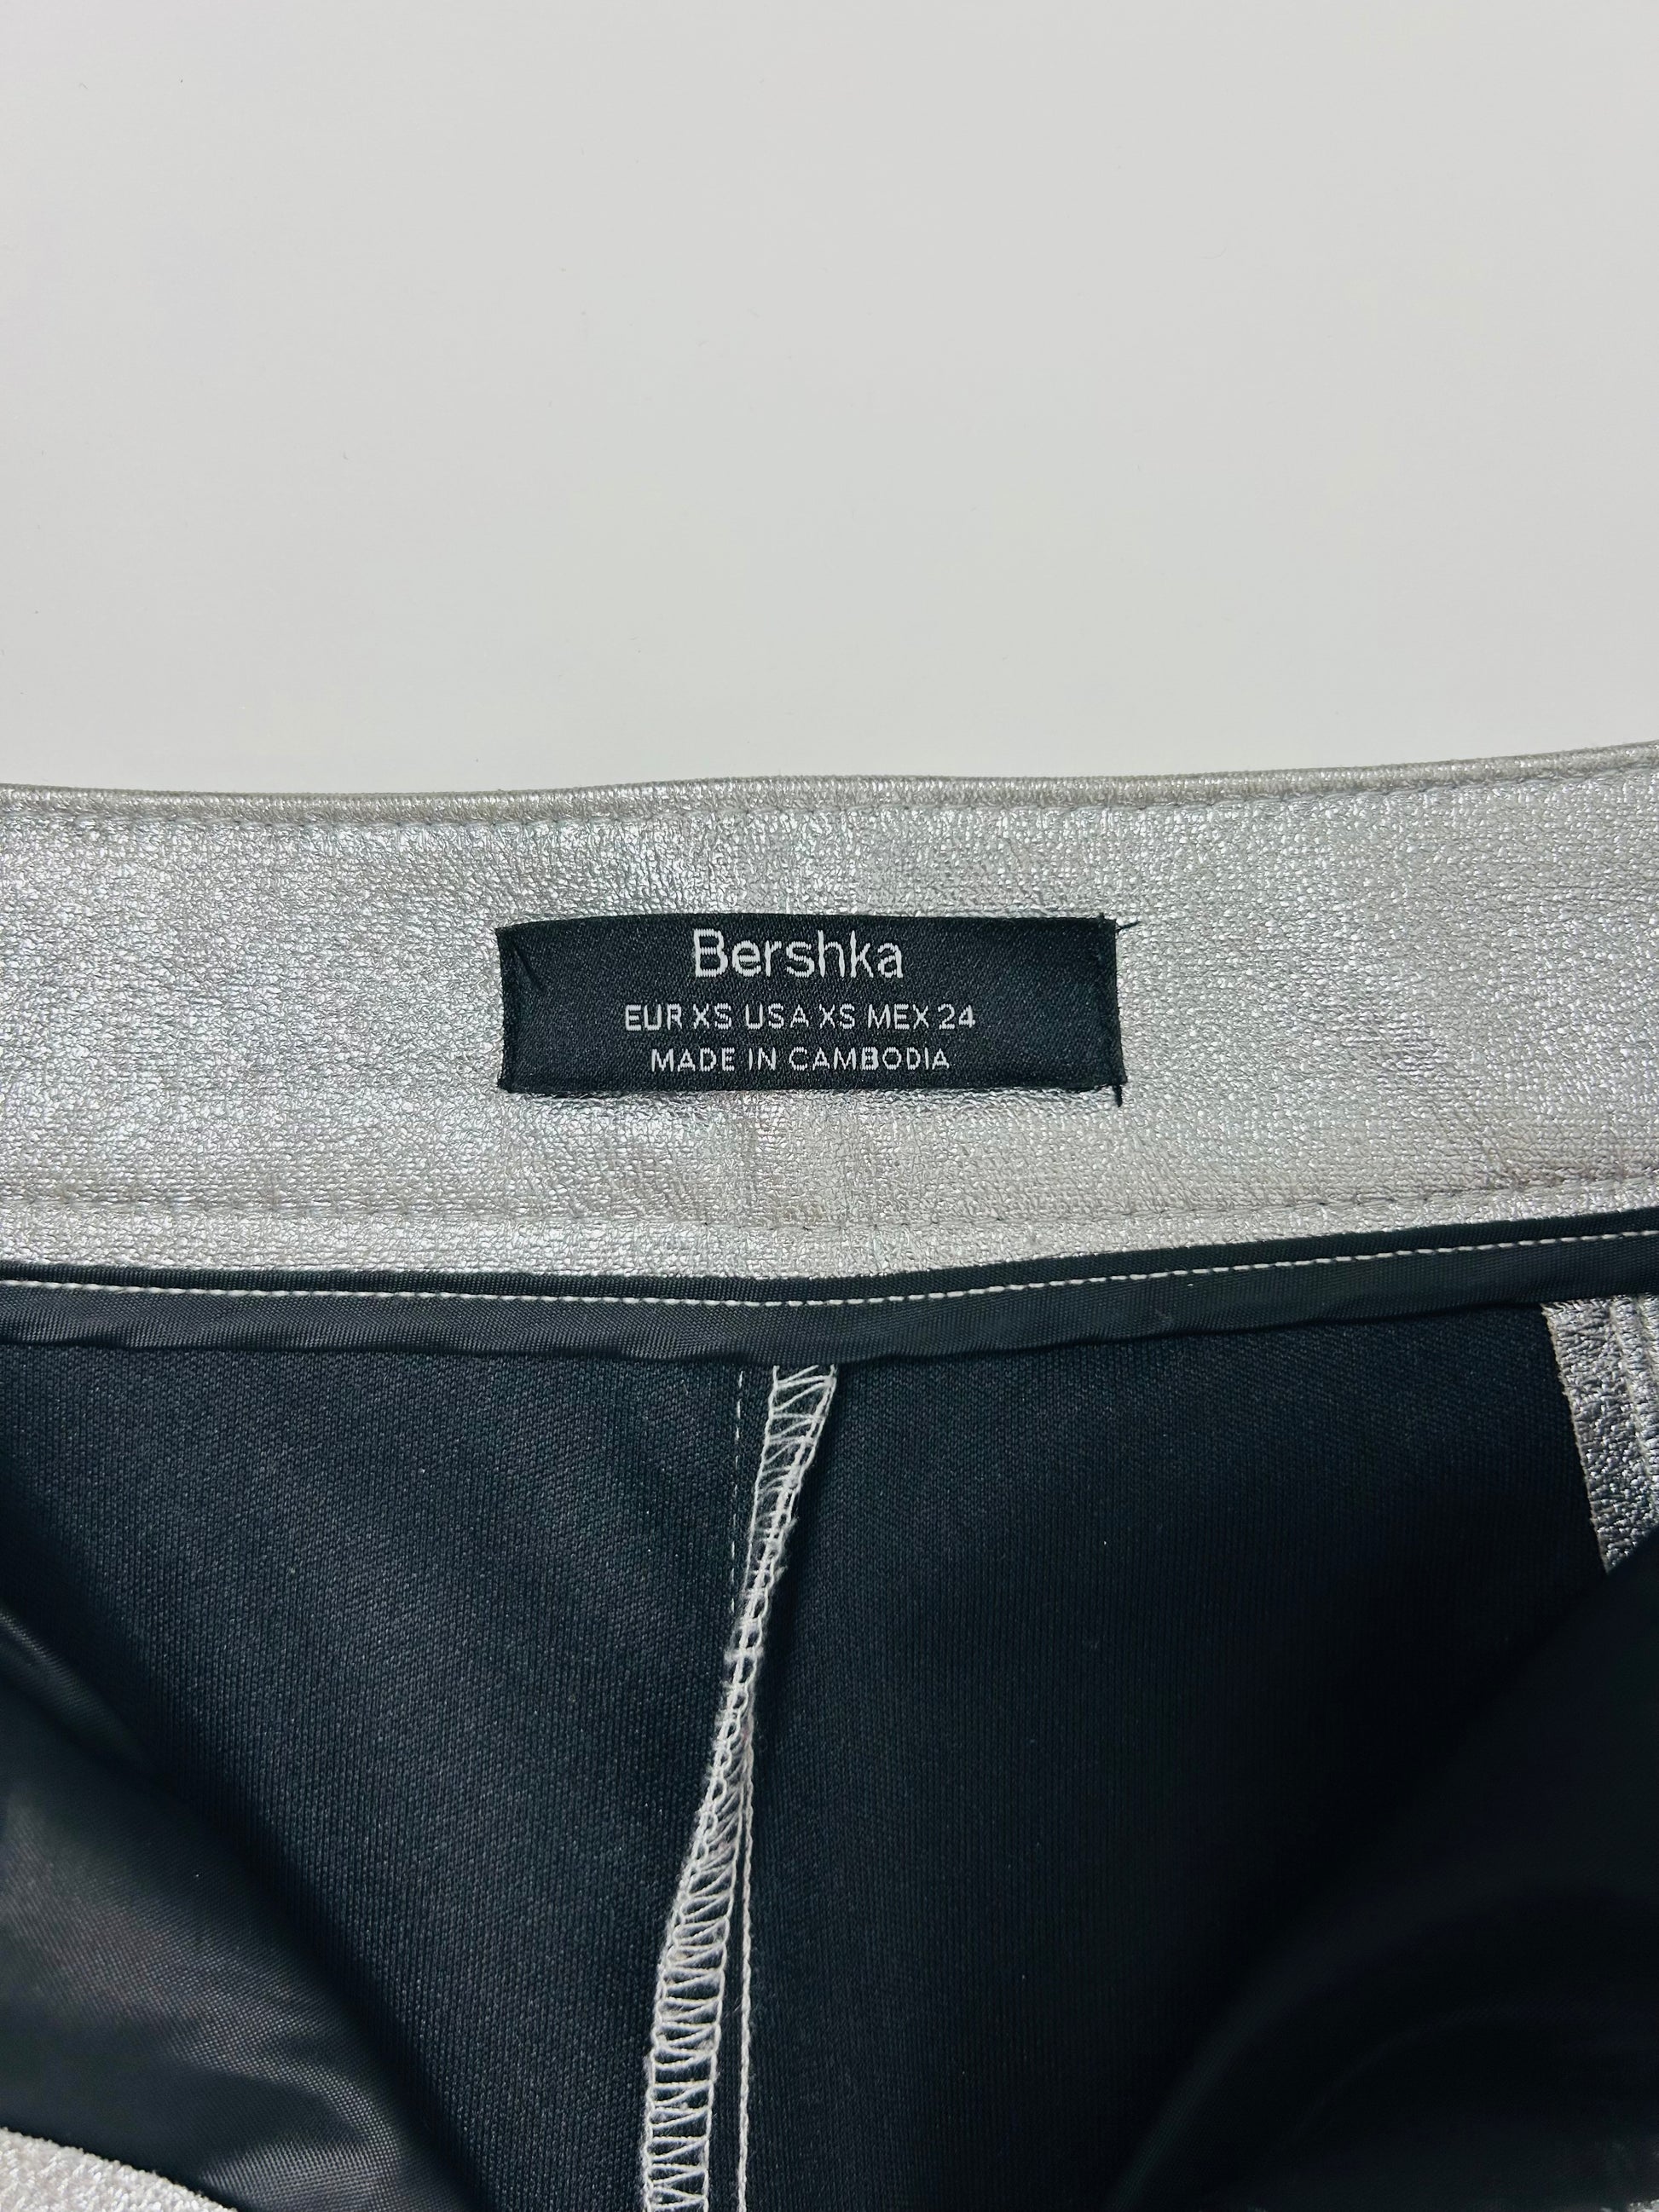 Bershka
EUR XS USA XS MEX 24
MADE IN CAMBODIA